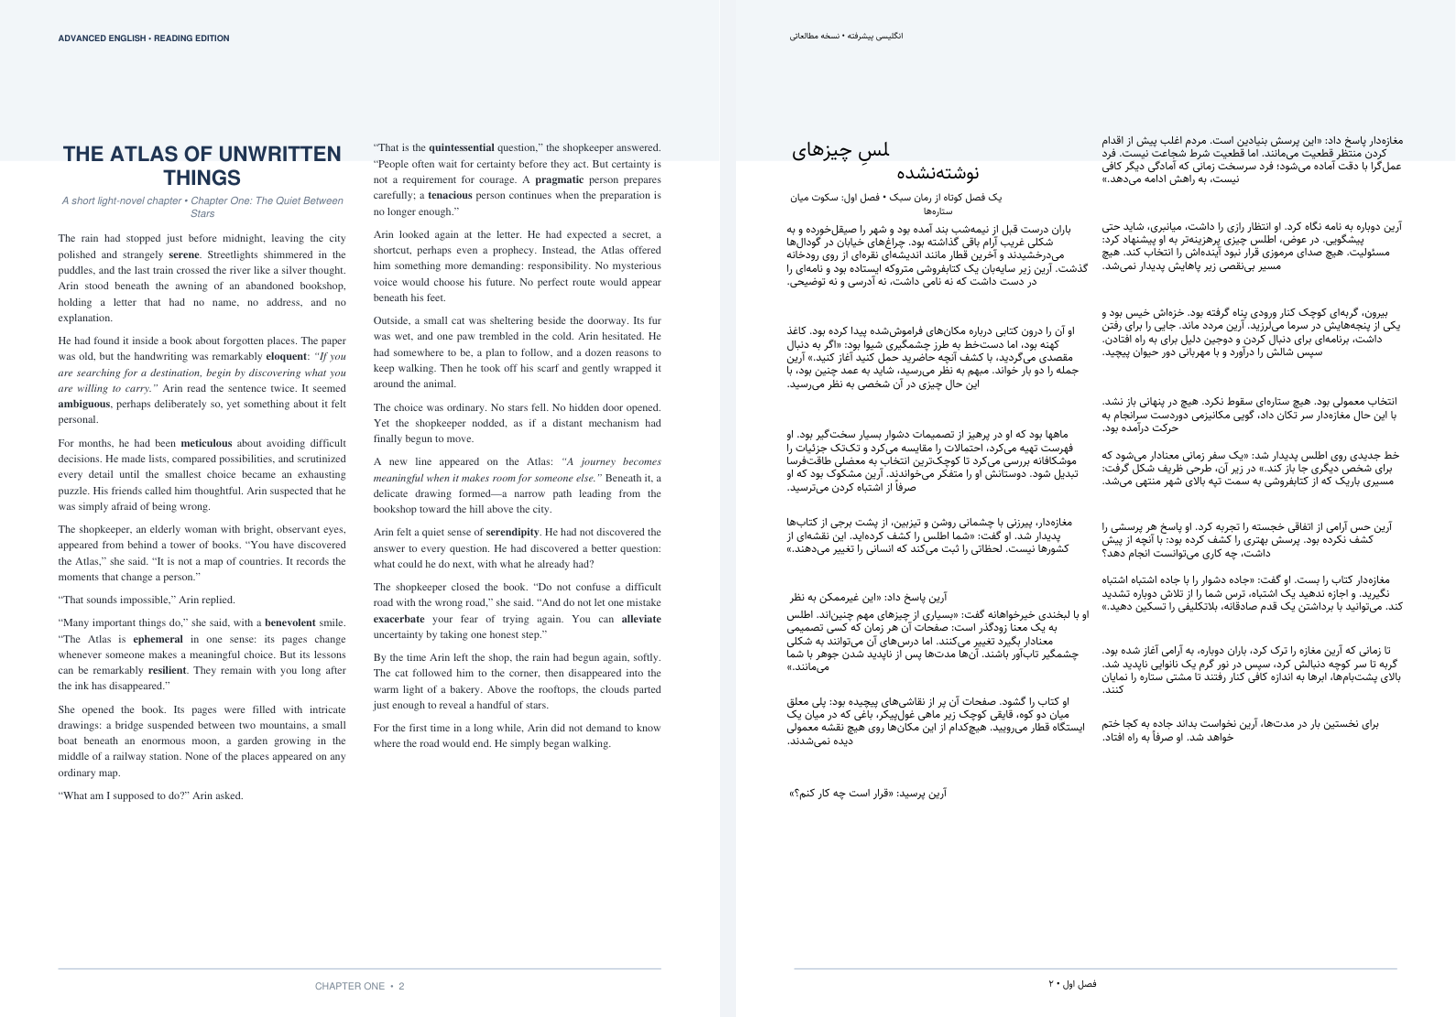 ADVANCED ENGLISH • READING EDITION
THE ATLAS OF UNWRITTEN
THINGS
A short light-novel chapter • Chapter One: The Quiet Between
Stars
The rain had stopped just before midnight, leaving the city
polished and strangely serene. Streetlights shimmered in the
puddles, and the last train crossed the river like a silver thought.
Arin stood beneath the awning of an abandoned bookshop,
holding a letter that had no name, no address, and no
explanation.
He had found it inside a book about forgotten places. The paper
was old, but the handwriting was remarkably eloquent: “If you
are searching for a destination, begin by discovering what you
are willing to carry.” Arin read the sentence twice. It seemed
ambiguous, perhaps deliberately so, yet something about it felt
personal.
For months, he had been meticulous about avoiding difficult
decisions. He made lists, compared possibilities, and scrutinized
every detail until the smallest choice became an exhausting
puzzle. His friends called him thoughtful. Arin suspected that he
was simply afraid of being wrong.
The shopkeeper, an elderly woman with bright, observant eyes,
appeared from behind a tower of books. “You have discovered
the Atlas,” she said. “It is not a map of countries. It records the
moments that change a person.”
“That sounds impossible,” Arin replied.
“Many important things do,” she said, with a benevolent smile.
“The Atlas is ephemeral in one sense: its pages change
whenever someone makes a meaningful choice. But its lessons
can be remarkably resilient. They remain with you long after
the ink has disappeared.”
She opened the book. Its pages were filled with intricate
drawings: a bridge suspended between two mountains, a small
boat beneath an enormous moon, a garden growing in the
middle of a railway station. None of the places appeared on any
ordinary map.
“What am I supposed to do?” Arin asked.
“That is the quintessential question,” the shopkeeper answered.
“People often wait for certainty before they act. But certainty is
not a requirement for courage. A pragmatic person prepares
carefully; a tenacious person continues when the preparation is
no longer enough.”
Arin looked again at the letter. He had expected a secret, a
shortcut, perhaps even a prophecy. Instead, the Atlas offered
him something more demanding: responsibility. No mysterious
voice would choose his future. No perfect route would appear
beneath his feet.
Outside, a small cat was sheltering beside the doorway. Its fur
was wet, and one paw trembled in the cold. Arin hesitated. He
had somewhere to be, a plan to follow, and a dozen reasons to
keep walking. Then he took off his scarf and gently wrapped it
around the animal.
The choice was ordinary. No stars fell. No hidden door opened.
Yet the shopkeeper nodded, as if a distant mechanism had
finally begun to move.
A new line appeared on the Atlas: “A journey becomes
meaningful when it makes room for someone else.” Beneath it, a
delicate drawing formed—a narrow path leading from the
bookshop toward the hill above the city.
Arin felt a quiet sense of serendipity. He had not discovered the
answer to every question. He had discovered a better question:
what could he do next, with what he already had?
The shopkeeper closed the book. “Do not confuse a difficult
road with the wrong road,” she said. “And do not let one mistake
exacerbate your fear of trying again. You can alleviate
uncertainty by taking one honest step.”
By the time Arin left the shop, the rain had begun again, softly.
The cat followed him to the corner, then disappeared into the
warm light of a bakery. Above the rooftops, the clouds parted
just enough to reveal a handful of stars.
For the first time in a long while, Arin did not demand to know
where the road would end. He simply began walking.
CHAPTER ONE • 2
انگلیسی پیشرفته • نسخه مطالعاتی
لسِ چیزهای
نوشته‌نشده
یک فصل کوتاه از رمان سبک • فصل اول: سکوت میان
ستاره‌ها
باران درست قبل از نیمه‌شب بند آمده بود و شهر را صیقل‌خورده و به
شکلی غریب آرام باقی گذاشته بود. چراغ‌های خیابان در گودال‌ها
می‌درخشیدند و آخرین قطار مانند اندیشه‌ای نقره‌ای از روی رودخانه
گذشت. آرین زیر سایه‌بان یک کتابفروشی متروکه ایستاده بود و نامه‌ای را
در دست داشت که نه نامی داشت، نه آدرسی و نه توضیحی.
او آن را درون کتابی درباره مکان‌های فراموش‌شده پیدا کرده بود. کاغذ
کهنه بود، اما دست‌خط به طرز چشمگیری شیوا بود: «اگر به دنبال
مقصدی می‌گردید، با کشف آنچه حاضرید حمل کنید آغاز کنید.» آرین
جمله را دو بار خواند. مبهم به نظر می‌رسید، شاید به عمد چنین بود، با
این حال چیزی در آن شخصی به نظر می‌رسید.
ماهها بود که او در پرهیز از تصمیمات دشوار بسیار سخت‌گیر بود. او
فهرست تهیه می‌کرد، احتمالات را مقایسه می‌کرد و تک‌تک جزئیات را
موشکافانه بررسی می‌کرد تا کوچک‌ترین انتخاب به معضلی طاقت‌فرسا
تبدیل شود. دوستانش او را متفکر می‌خواندند. آرین مشکوک بود که او
صرفاً از اشتباه کردن می‌ترسید.
مغازه‌دار، پیرزنی با چشمانی روشن و تیزبین، از پشت برجی از کتاب‌ها
پدیدار شد. او گفت: «شما اطلس را کشف کرده‌اید. این نقشه‌ای از
کشورها نیست. لحظاتی را ثبت می‌کند که انسانی را تغییر می‌دهند.»
آرین پاسخ داد: «این غیرممکن به نظر
او با لبخندی خیرخواهانه گفت: «بسیاری از چیزهای مهم چنین‌اند. اطلس
به یک معنا زودگذر است: صفحات آن هر زمان که کسی تصمیمی
معنادار بگیرد تغییر می‌کنند. اما درس‌های آن می‌توانند به شکلی
چشمگیر تاب‌آور باشند. آن‌ها مدت‌ها پس از ناپدید شدن جوهر با شما
می‌مانند.»
او کتاب را گشود. صفحات آن پر از نقاشی‌های پیچیده بود: پلی معلق
میان دو کوه، قایقی کوچک زیر ماهی غول‌پیکر، باغی که در میان یک
ایستگاه قطار می‌رویید. هیچ‌کدام از این مکان‌ها روی هیچ نقشه معمولی
دیده نمی‌شدند.
آرین پرسید: «قرار است چه کار کنم؟»
مغازه‌دار پاسخ داد: «این پرسش بنیادین است. مردم اغلب پیش از اقدام
کردن منتظر قطعیت می‌مانند. اما قطعیت شرط شجاعت نیست. فرد
عمل‌گرا با دقت آماده می‌شود؛ فرد سرسخت زمانی که آمادگی دیگر کافی
نیست، به راهش ادامه می‌دهد.»
آرین دوباره به نامه نگاه کرد. او انتظار رازی را داشت، میانبری، شاید حتی
پیشگویی. در عوض، اطلس چیزی پرهزینه‌تر به او پیشنهاد کرد:
مسئولیت. هیچ صدای مرموزی قرار نبود آینده‌اش را انتخاب کند. هیچ
مسیر بی‌نقصی زیر پاهایش پدیدار نمی‌شد.
بیرون، گربه‌ای کوچک کنار ورودی پناه گرفته بود. خزه‌اش خیس بود و
یکی از پنجه‌هایش در سرما می‌لرزید. آرین مردد ماند. جایی را برای رفتن
داشت، برنامه‌ای برای دنبال کردن و دوجین دلیل برای به راه افتادن.
سپس شالش را درآورد و با مهربانی دور حیوان پیچید.
انتخاب معمولی بود. هیچ ستاره‌ای سقوط نکرد. هیچ در پنهانی باز نشد.
با این حال مغازه‌دار سر تکان داد، گویی مکانیزمی دوردست سرانجام به
حرکت درآمده بود.
خط جدیدی روی اطلس پدیدار شد: «یک سفر زمانی معنادار می‌شود که
برای شخص دیگری جا باز کند.» در زیر آن، طرحی ظریف شکل گرفت:
مسیری باریک که از کتابفروشی به سمت تپه بالای شهر منتهی می‌شد.
آرین حس آرامی از اتفاقی خجسته را تجربه کرد. او پاسخ هر پرسشی را
کشف نکرده بود. پرسش بهتری را کشف کرده بود: با آنچه از پیش
داشت، چه کاری می‌توانست انجام دهد؟
مغازه‌دار کتاب را بست. او گفت: «جاده دشوار را با جاده اشتباه اشتباه
نگیرید. و اجازه ندهید یک اشتباه، ترس شما را از تلاش دوباره تشدید
کند. می‌توانید با برداشتن یک قدم صادقانه، بلاتکلیفی را تسکین دهید.»
تا زمانی که آرین مغازه را ترک کرد، باران دوباره، به آرامی آغاز شده بود.
گربه تا سر کوچه دنبالش کرد، سپس در نور گرم یک نانوایی ناپدید شد.
بالای پشت‌بام‌ها، ابرها به اندازه کافی کنار رفتند تا مشتی ستاره را نمایان
کنند.
برای نخستین بار در مدت‌ها، آرین نخواست بداند جاده به کجا ختم
خواهد شد. او صرفاً به راه افتاد.
فصل اول • ۲